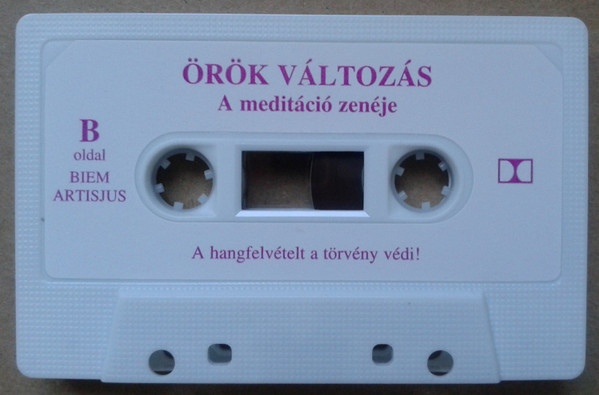 ÖRÖK VÁLTOZÁS
A meditáció zenéje
B
oldal
BIEM
ARTISJUS
A hangfelvételt a törvény védi!